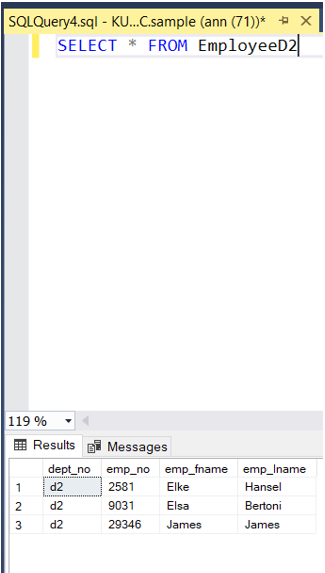 SQLQuery4.sql - KU...C.sample (ann (71))*
SELECT * FROM EmployeeD2
119 %
Results Messages
dept_no emp_no emp_fname emp_lname
1 d2 2581 Elke Hansel
2 d2 9031 Elsa Bertoni
3 d2 29346 James James